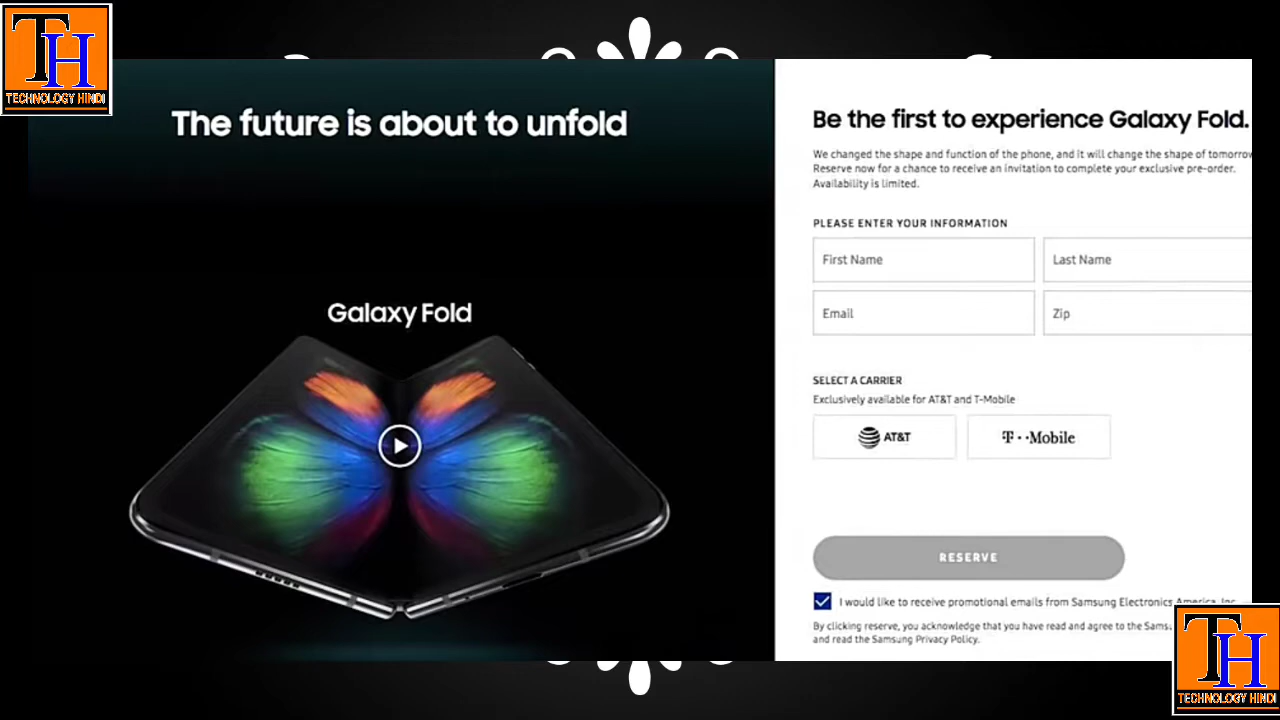 TH
TECHNOLOGY HINDI
The future is about to unfold
Galaxy Fold
Be the first to experience Galaxy Fold.
We changed the shape and function of the phone, and it will change the shape of tomorrow
Reserve now for a chance to receive an invitation to complete your exclusive pre-order.
Availability is limited.
PLEASE ENTER YOUR INFORMATION
First Name
Last Name
Email
Zip
SELECT A CARRIER
Exclusively available for AT&T and T-Mobile
AT&T
T··Mobile
RESERVE
I would like to receive promotional emails from Samsung Electronics America, Inc.
By clicking reserve, you acknowledge that you have read and agree to the
and read the Samsung Privacy Policy.
TH
TECHNOLOGY HINDI